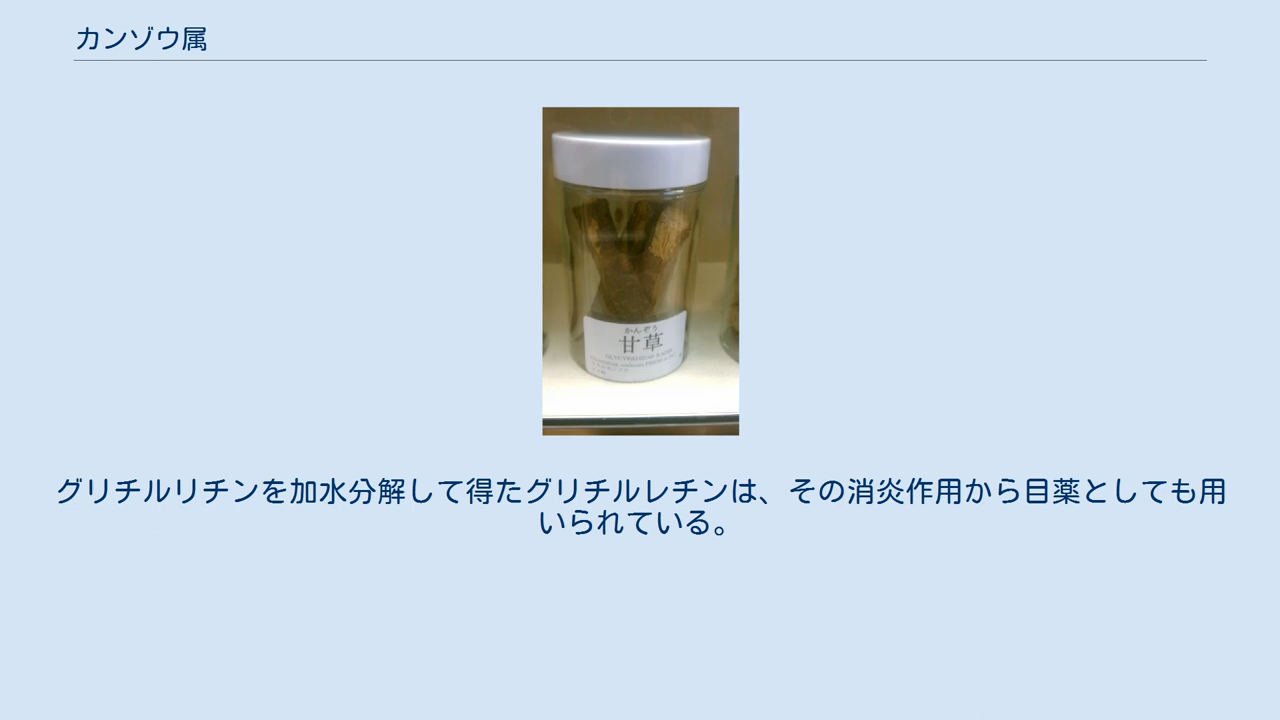 カンゾウ属
かんぞう
甘草
グリチルリチンを加水分解して得たグリチルレチンは、その消炎作用から目薬としても用
いられている。